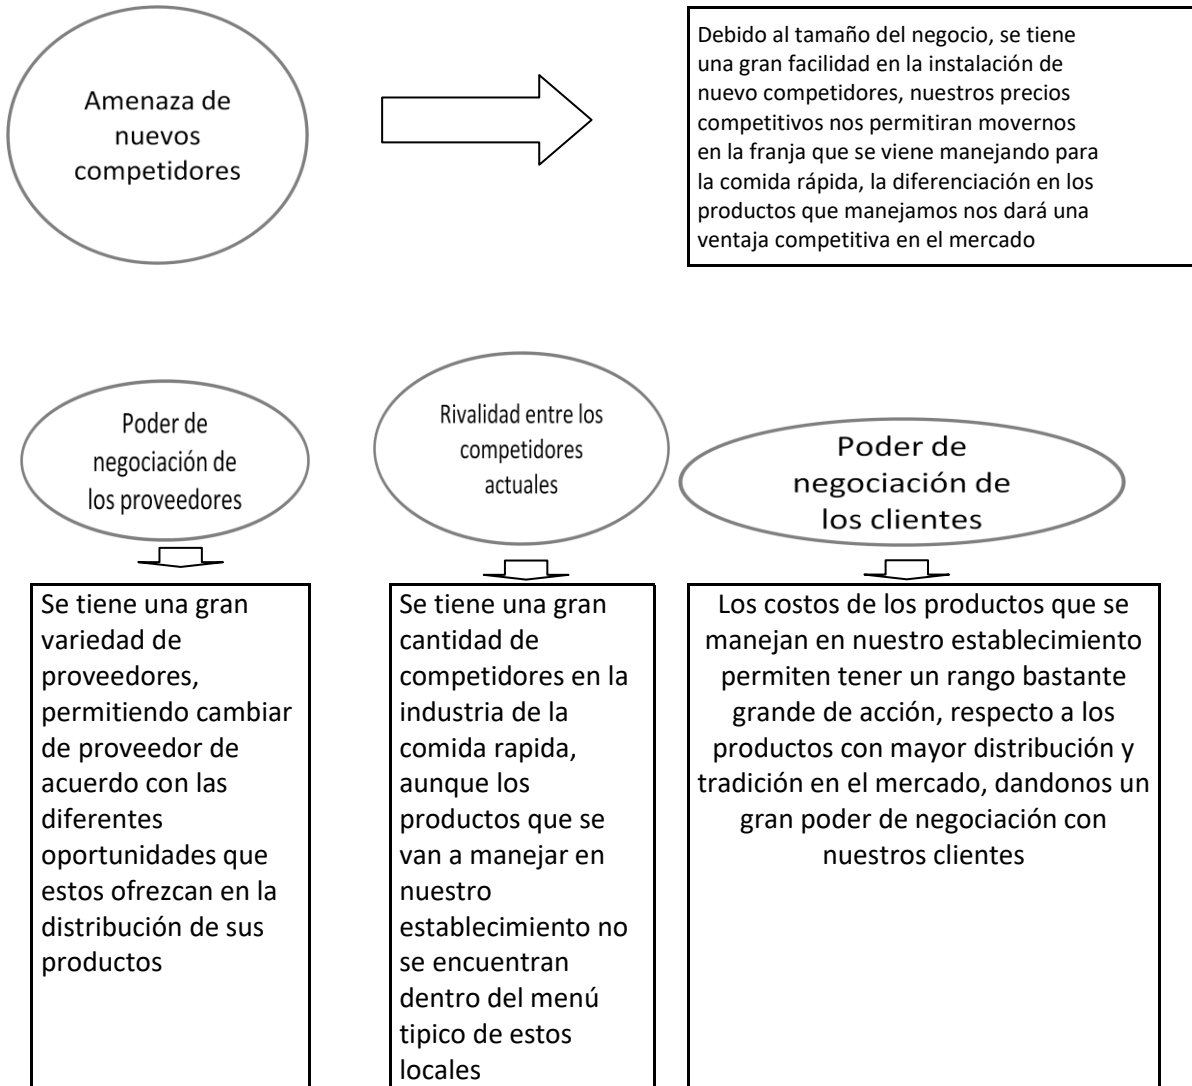 Amenaza de
nuevos
competidores
Debido al tamaño del negocio, se tiene
una gran facilidad en la instalación de
nuevo competidores, nuestros precios
competitivos nos permitiran movernos
en la franja que se viene manejando para
la comida rápida, la diferenciación en los
productos que manejamos nos dará una
ventaja competitiva en el mercado
Poder de
negociación de
los proveedores
Rivalidad entre los
competidores
actuales
Poder de
negociación de
los clientes
Se tiene una gran
variedad de
proveedores,
permitiendo cambiar
de proveedor de
acuerdo con las
diferentes
oportunidades que
estos ofrezcan en la
distribución de sus
productos
Se tiene una gran
cantidad de
competidores en la
industria de la
comida rapida,
aunque los
productos que se
van a manejar en
nuestro
establecimiento no
se encuentran
dentro del menú
tipico de estos
locales
Los costos de los productos que se
manejan en nuestro establecimiento
permiten tener un rango bastante
grande de acción, respecto a los
productos con mayor distribución y
tradición en el mercado, dandonos un
gran poder de negociación con
nuestros clientes